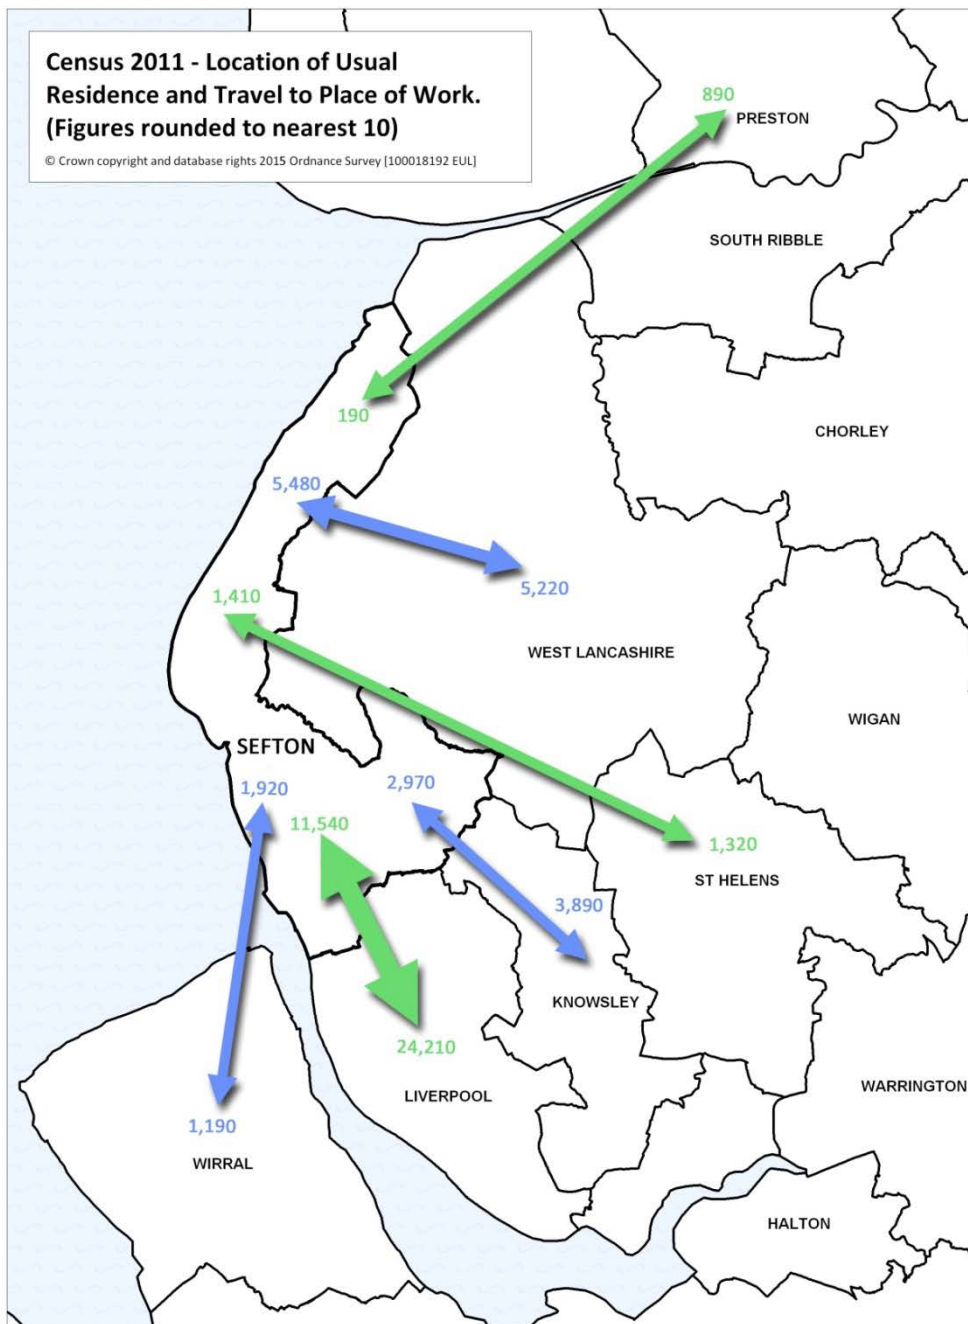 Census 2011 - Location of Usual
Residence and Travel to Place of Work.
(Figures rounded to nearest 10)
© Crown copyright and database rights 2015 Ordnance Survey [100018192 EUL]
890
PRESTON
SOUTH RIBBLE
190
CHORLEY
5,480
5,220
1,410
WEST LANCASHIRE
WIGAN
SEFTON
1,920
2,970
11,540
1,320
ST HELENS
3,890
KNOWSLEY
24,210
LIVERPOOL
WARRINGTON
1,190
WIRRAL
HALTON